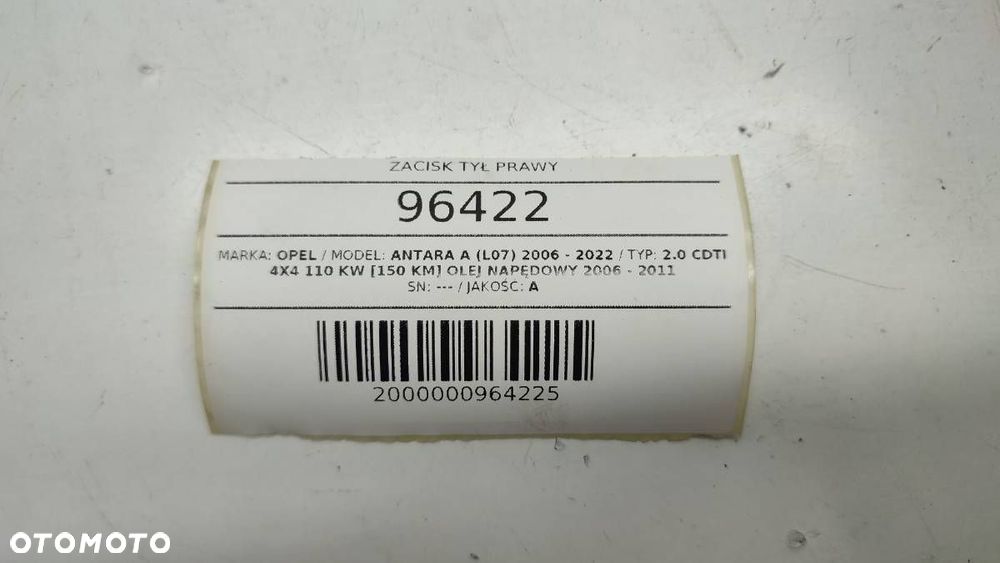 ZACISK TYŁ PRAWY
96422
MARKA: OPEL / MODEL: ANTARA A (L07) 2006 - 2022 / TYP: 2.0 CDTI
4X4 110 KW [150 KM] OLEJ NAPĘDOWY 2006 - 2011
SN: --- / JAKOŚĆ: A
2000000964225
OTOMOTO